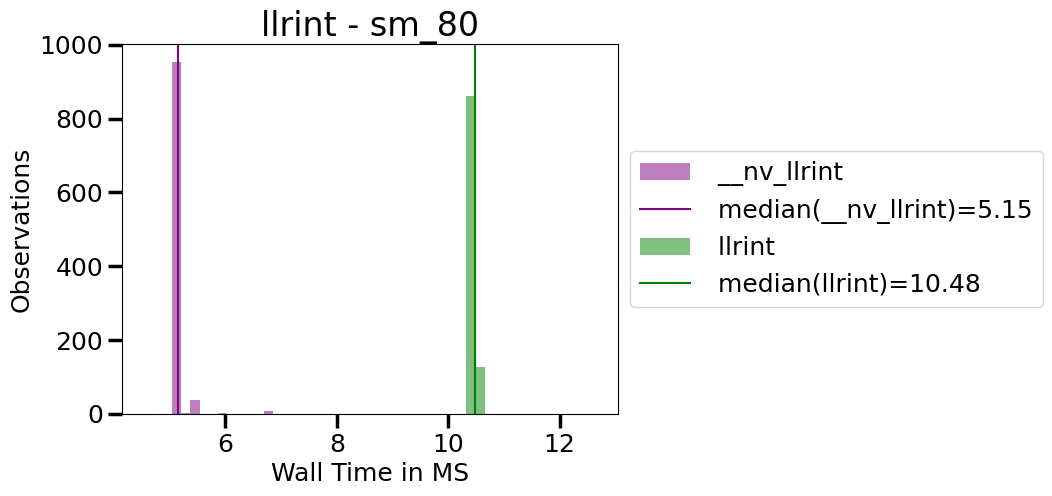 llrint - sm_80
1000
800
600
400
200
0
Observations
6 8 10 12
Wall Time in MS
__nv_llrint
median(__nv_llrint)=5.15
llrint
median(llrint)=10.48